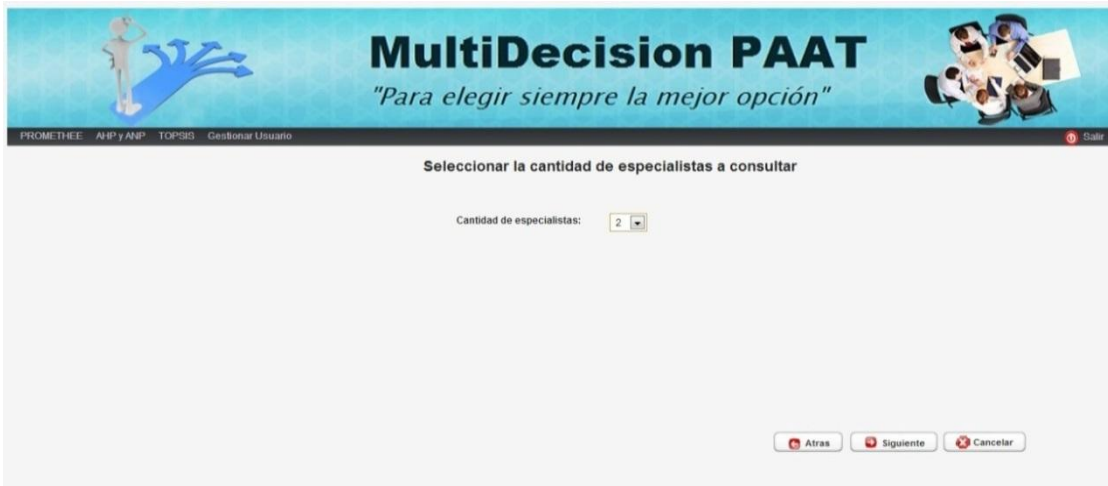 MultiDecision PAAT
"Para elegir siempre la mejor opción"
PROMETHEE AHP y ANP TOPSIS Gestionar Usuario Salir
Seleccionar la cantidad de especialistas a consultar
Cantidad de especialistas: 2
Atras Siguiente Cancelar